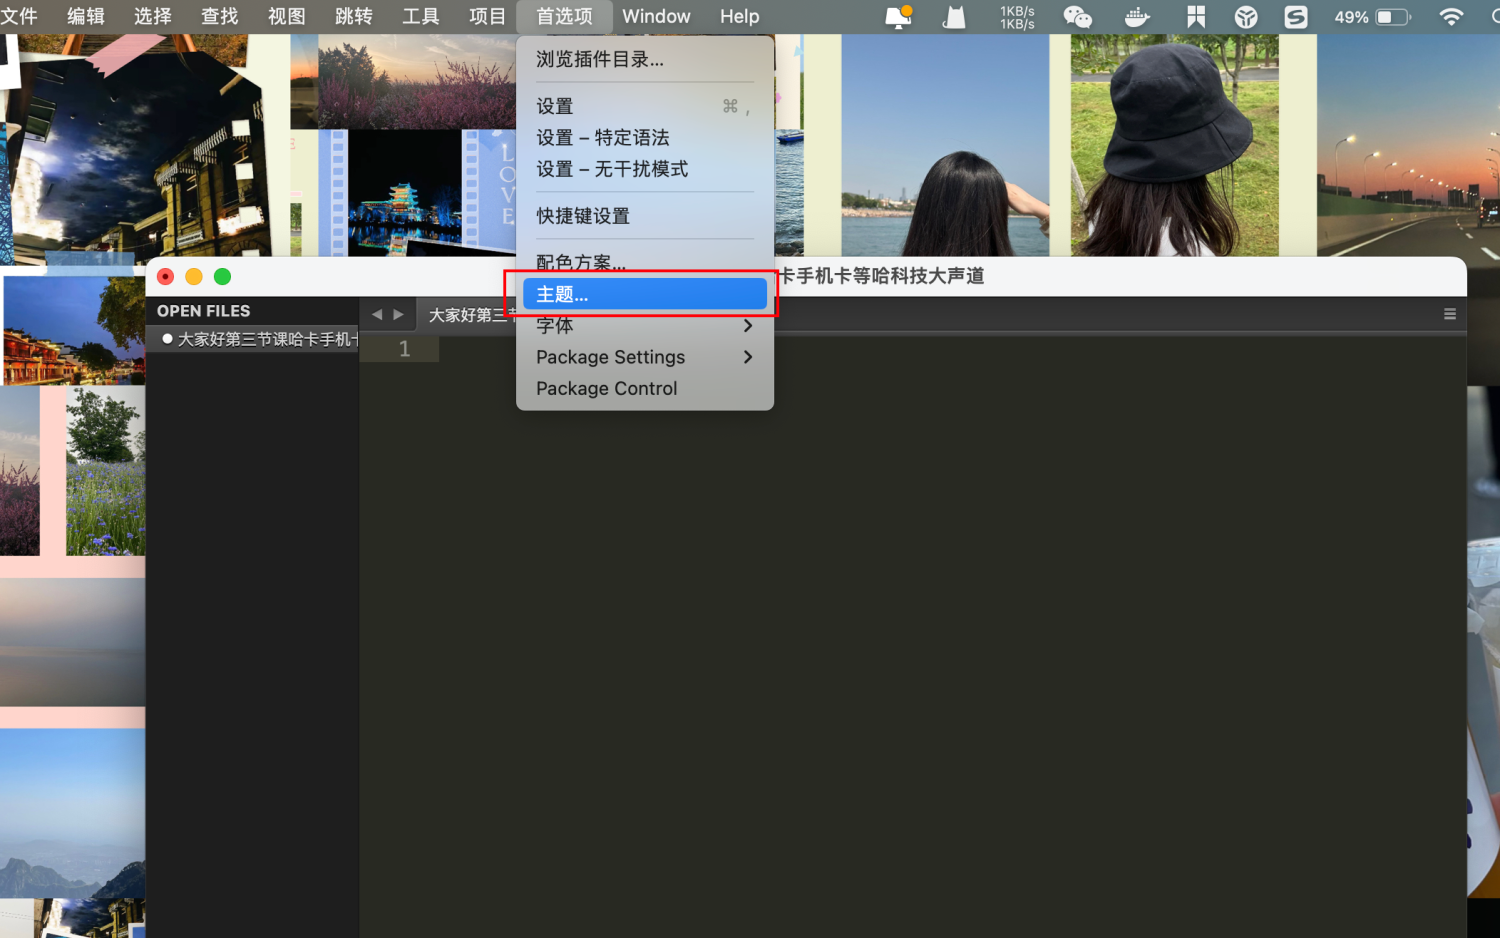 文件 编辑 选择 查找 视图 跳转 工具 项目 首选项 Window Help
1KB/s
1KB/s
49%
浏览插件目录...
设置 ⌘ ,
设置 – 特定语法
设置 – 无干扰模式
快捷键设置
配色方案...
主题...
字体
Package Settings
Package Control
LOVE
卡手机卡等哈科技大声道
OPEN FILES
大家好第三节课哈卡手机卡
大家好第三节
1